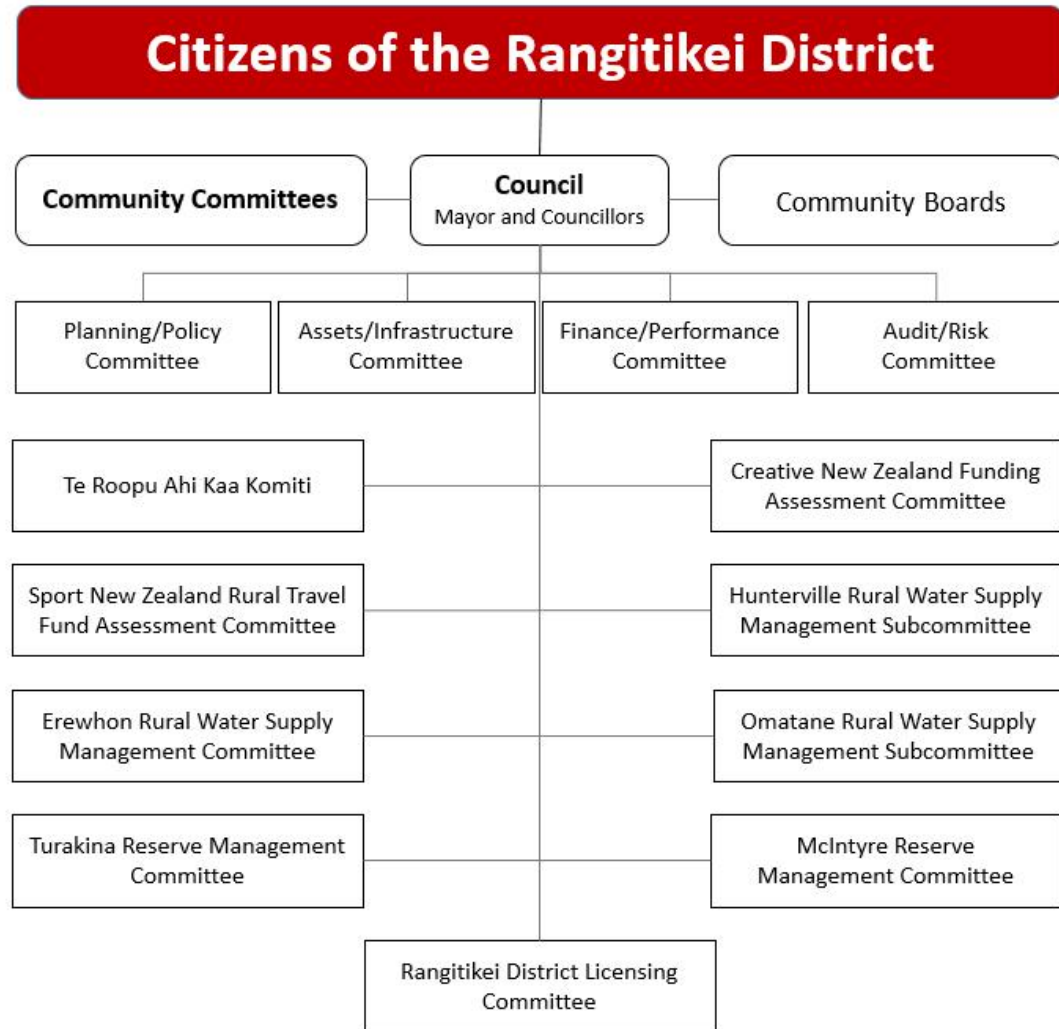 Citizens of the Rangitikei District
Community Committees
Council
Mayor and Councillors
Community Boards
Planning/Policy
Committee
Assets/Infrastructure
Committee
Finance/Performance
Committee
Audit/Risk
Committee
Te Roopu Ahi Kaa Komiti
Creative New Zealand Funding
Assessment Committee
Sport New Zealand Rural Travel
Fund Assessment Committee
Hunterville Rural Water Supply
Management Subcommittee
Erewhon Rural Water Supply
Management Committee
Omatane Rural Water Supply
Management Subcommittee
Turakina Reserve Management
Committee
McIntyre Reserve
Management Committee
Rangitikei District Licensing
Committee